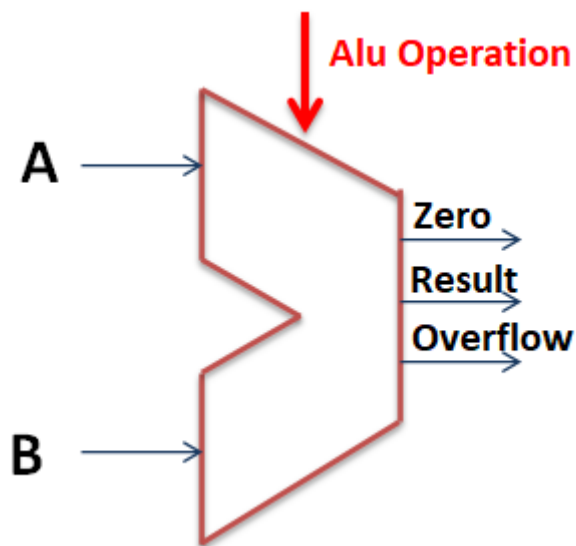 Alu Operation
A
Zero
Result
Overflow
B